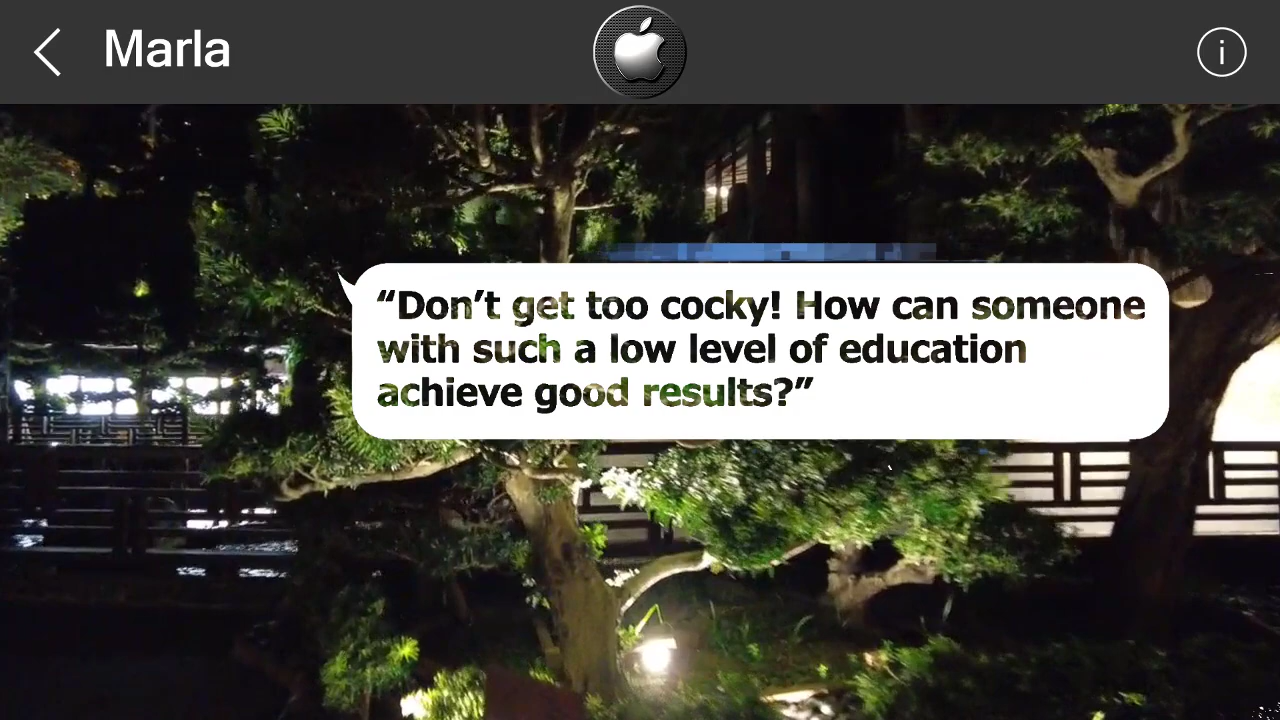 Marla
i
“Don’t get too cocky! How can someone
with such a low level of education
achieve good results?”